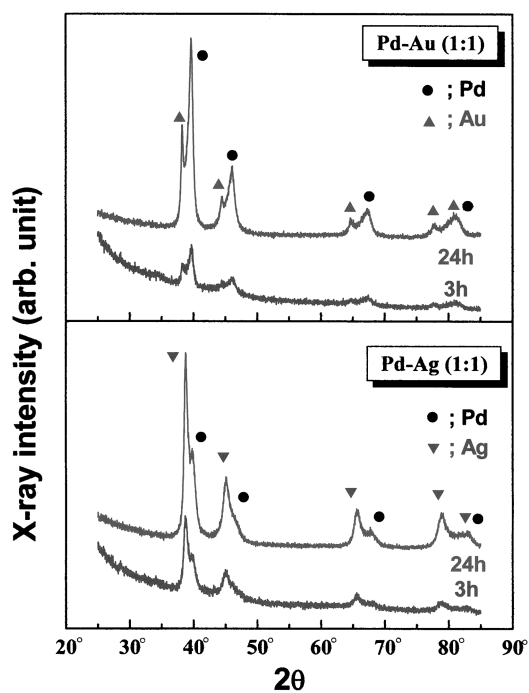 Pd-Au (1:1)
● ; Pd
▲ ; Au
24h
3h
X-ray intensity (arb. unit)
Pd-Ag (1:1)
● ; Pd
▼ ; Ag
24h
3h
20° 30° 40° 50° 60° 70° 80° 90°
2θ